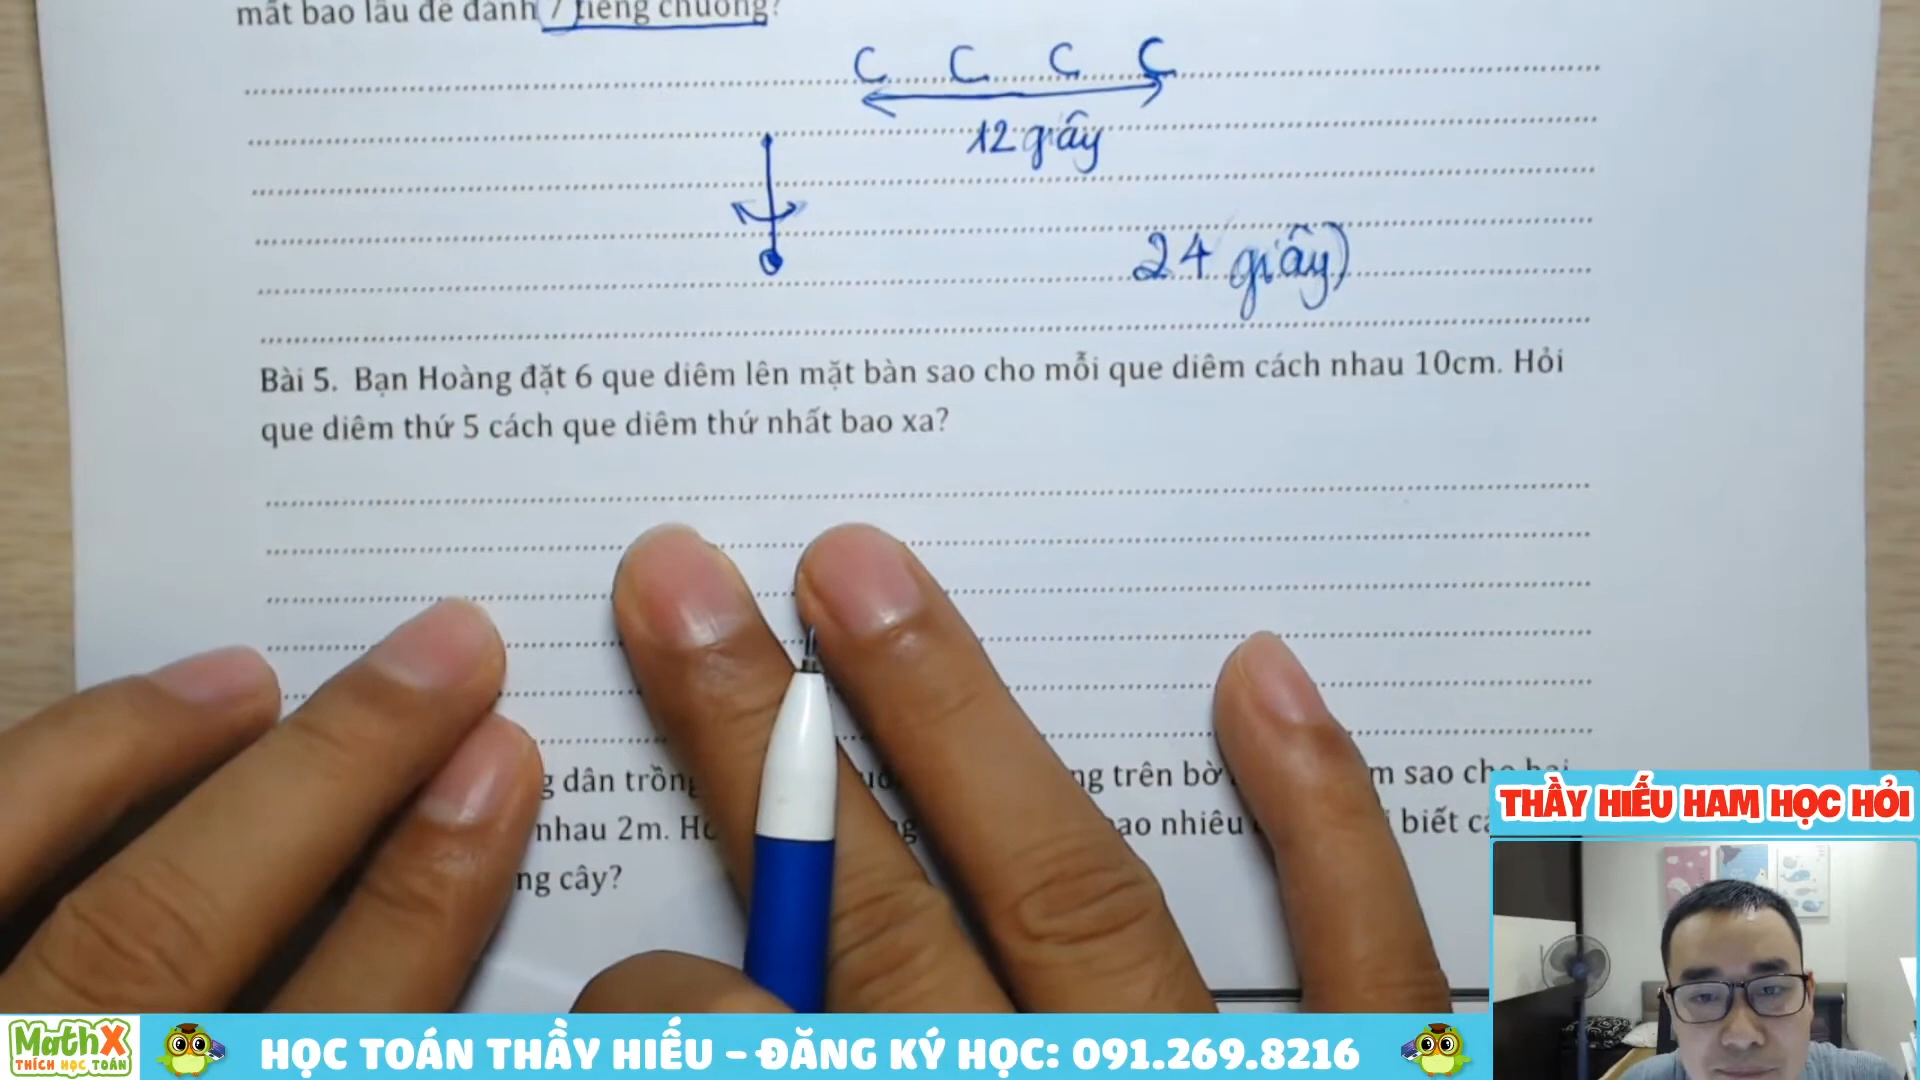 mất bao lâu để đánh 7 tiếng chuông?
C C C C
12 giây
24 giây)
Bài 5. Bạn Hoàng đặt 6 que diêm lên mặt bàn sao cho mỗi que diêm cách nhau 10cm. Hỏi
que diêm thứ 5 cách que diêm thứ nhất bao xa?
dân trồng trên bờ sao cho hai
nhau 2m. bao nhiêu biết
cây?
THẦY HIẾU HAM HỌC HỎI
MathX
THÍCH HỌC TOÁN
HỌC TOÁN THẦY HIẾU - ĐĂNG KÝ HỌC: 091.269.8216